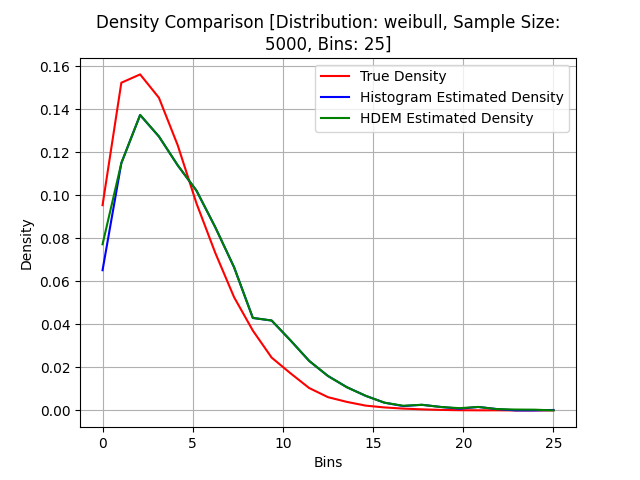 Density Comparison [Distribution: weibull, Sample Size:
5000, Bins: 25]
True Density
Histogram Estimated Density
HDEM Estimated Density
Density
0.16
0.14
0.12
0.10
0.08
0.06
0.04
0.02
0.00
0 5 10 15 20 25
Bins